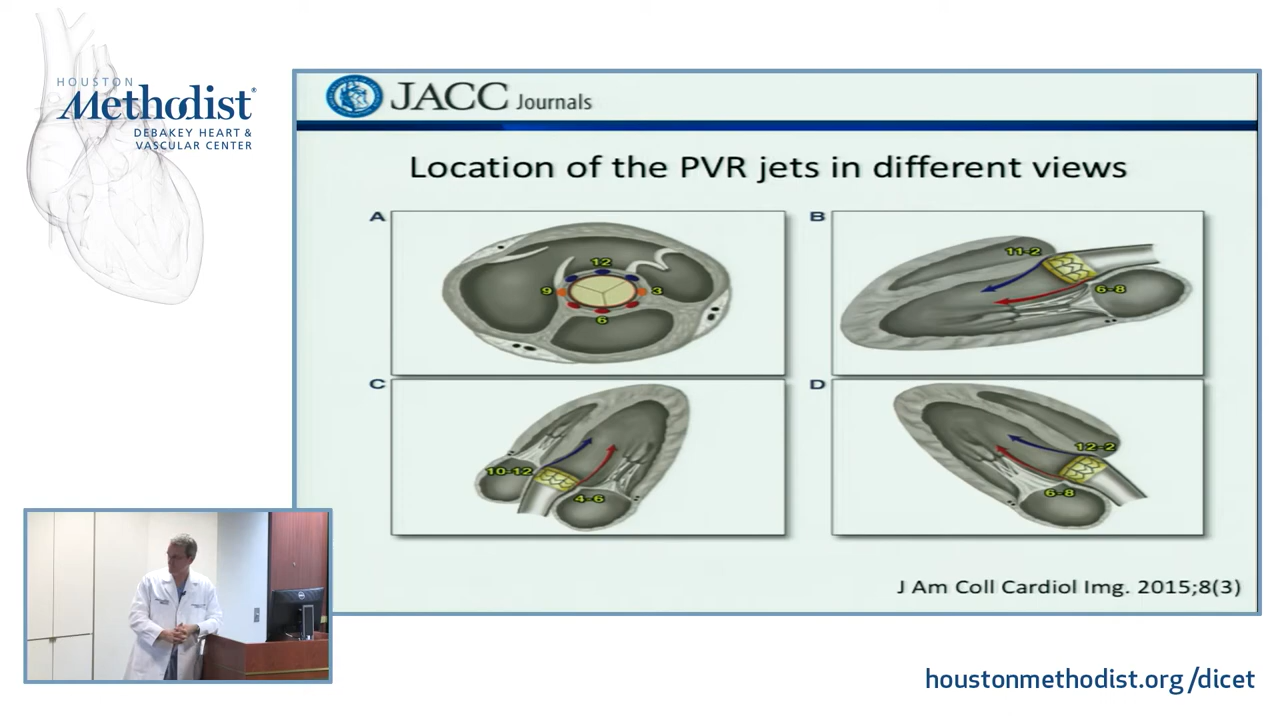 HOUSTON
Methodist®
DEBAKEY HEART &
VASCULAR CENTER
JACC Journals
Location of the PVR jets in different views
A
12
9
3
6
B
11-2
6-8
C
10-12
4-6
D
12-2
6-8
J Am Coll Cardiol Img. 2015;8(3)
houstonmethodist.org/dicet